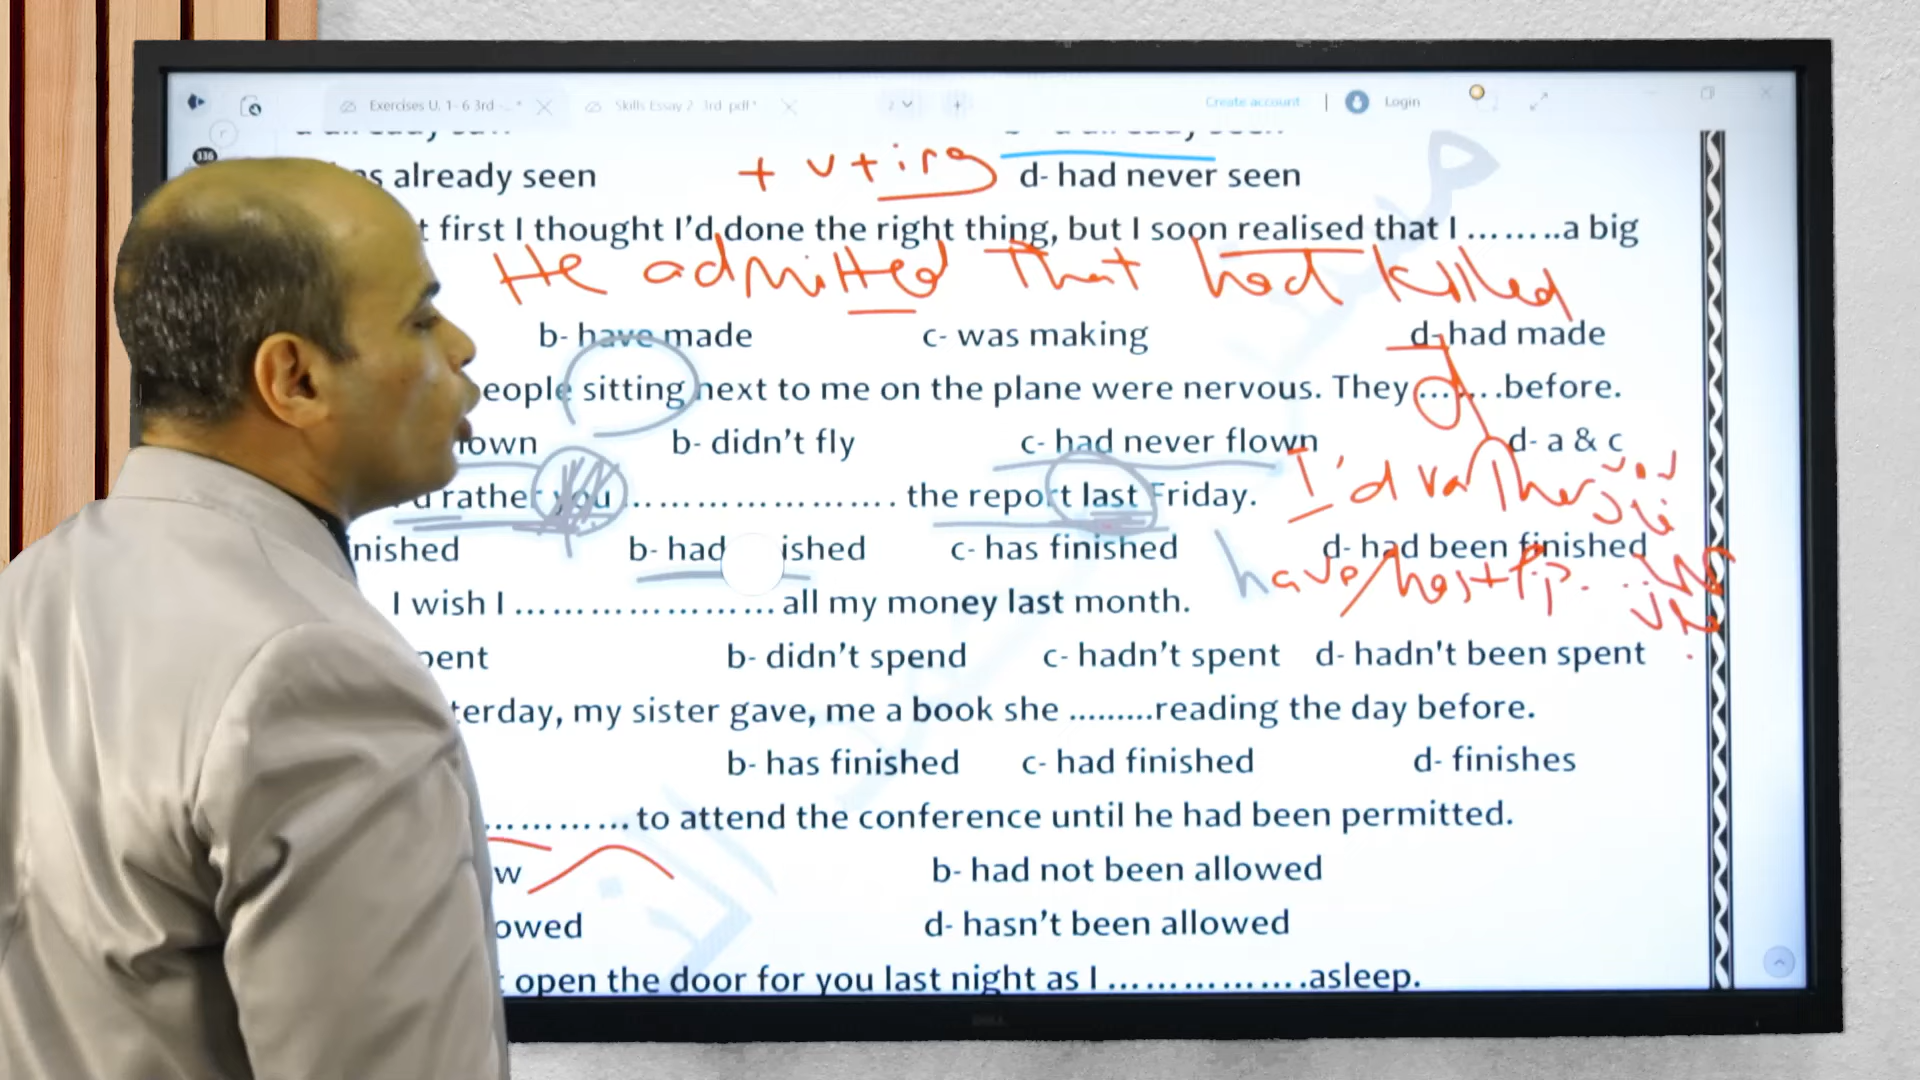 Exercises U. 1- 6 3rd -...* Skills Essay 2 3rd pdf* 2 + Create account | Login
336
already seen + v + ing d- had never seen
first I thought I'd done the right thing, but I soon realised that I ........a big
He admitted that had killed
b- have made c- was making d- had made
eople sitting next to me on the plane were nervous. They .......before.
own b- didn't fly c- had never flown d- a & c
rather you ........................ the report last Friday. I'd rather
nished b- had ished c- has finished d- had been finished
have/has + p.p.
I wish I ..................... all my money last month.
pent b- didn't spend c- hadn't spent d- hadn't been spent
terday, my sister gave, me a book she .........reading the day before.
b- has finished c- had finished d- finishes
............ to attend the conference until he had been permitted.
w b- had not been allowed
owed d- hasn't been allowed
open the door for you last night as I ................asleep.
DELL